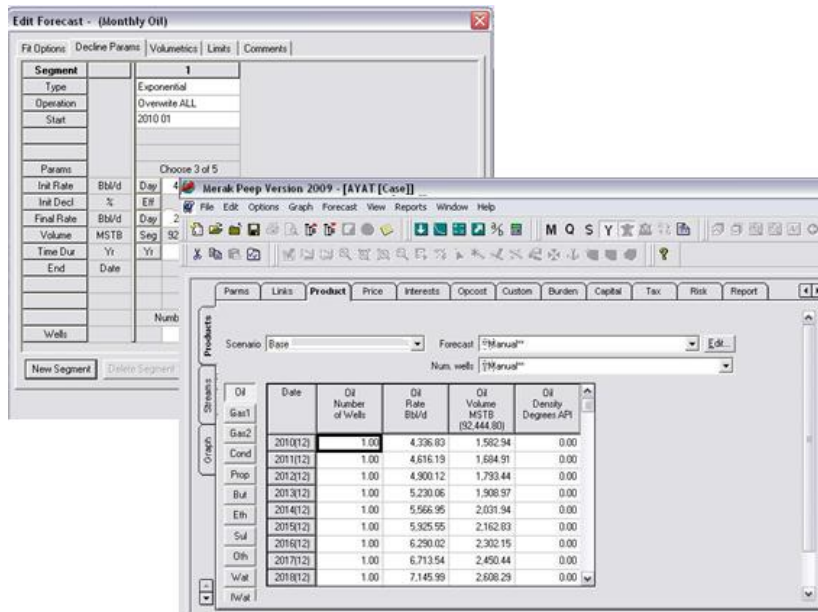 Edit Forecast - (Monthly Oil)
Fit Options Decline Params Volumetrics Limits Comments
Segment 1
Type Exponential
Operation Overwrite ALL
Start 2010 01
Params Choose 3 of 5
Init Rate Bbl/d Day 4
Init Decl % Eff
Final Rate Bbl/d Day 2
Volume MSTB Seg 92
Time Dur Yr Yr
End Date
Numb
Wells
New Segment Delete Segment
Merak Peep Version 2009 - [AYAT [Case]]
File Edit Options Graph Forecast View Reports Window Help
M Q S Y
Parms Links Product Price Interests Opcost Custom Burden Capital Tax Risk Report
Products
Streams
Graph
Scenario Base Forecast **Manual** Edit...
Num. wells **Manual**
Oil
Gas1
Gas2
Cond
Prop
But
Eth
Sul
Oth
Wat
IWat
Date Oil Number of Wells Oil Rate Bbl/d Oil Volume MSTB (92,444.80) Oil Density Degrees API
2010(12) 1.00 4,336.83 1,582.94 0.00
2011(12) 1.00 4,616.19 1,684.91 0.00
2012(12) 1.00 4,900.12 1,793.44 0.00
2013(12) 1.00 5,230.06 1,908.97 0.00
2014(12) 1.00 5,566.95 2,031.94 0.00
2015(12) 1.00 5,925.55 2,162.83 0.00
2016(12) 1.00 6,290.02 2,302.15 0.00
2017(12) 1.00 6,713.54 2,450.44 0.00
2018(12) 1.00 7,145.99 2,608.29 0.00